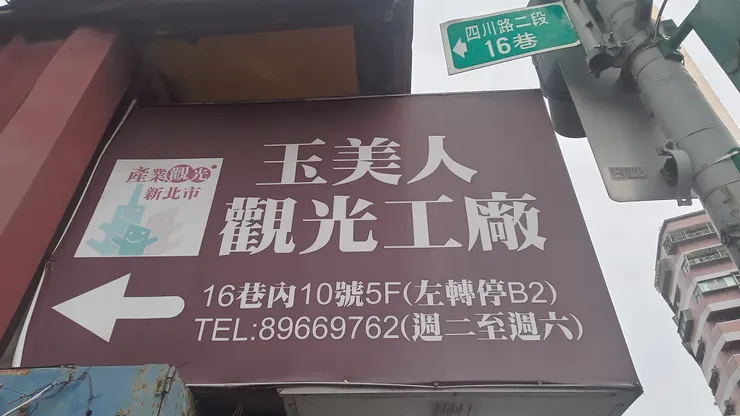 四川路二段
16巷
玉美人
觀光工廠
產業觀光
新北市
16巷內10號5F(左轉停B2)
TEL:89669762(週二至週六)